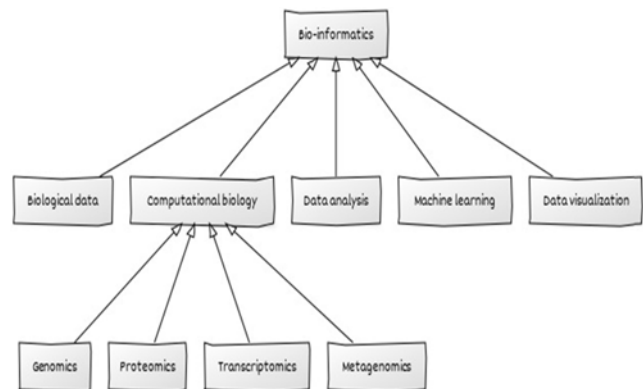 Bio-informatics
Biological data
Computational biology
Data analysis
Machine learning
Data visualization
Genomics
Proteomics
Transcriptomics
Metagenomics